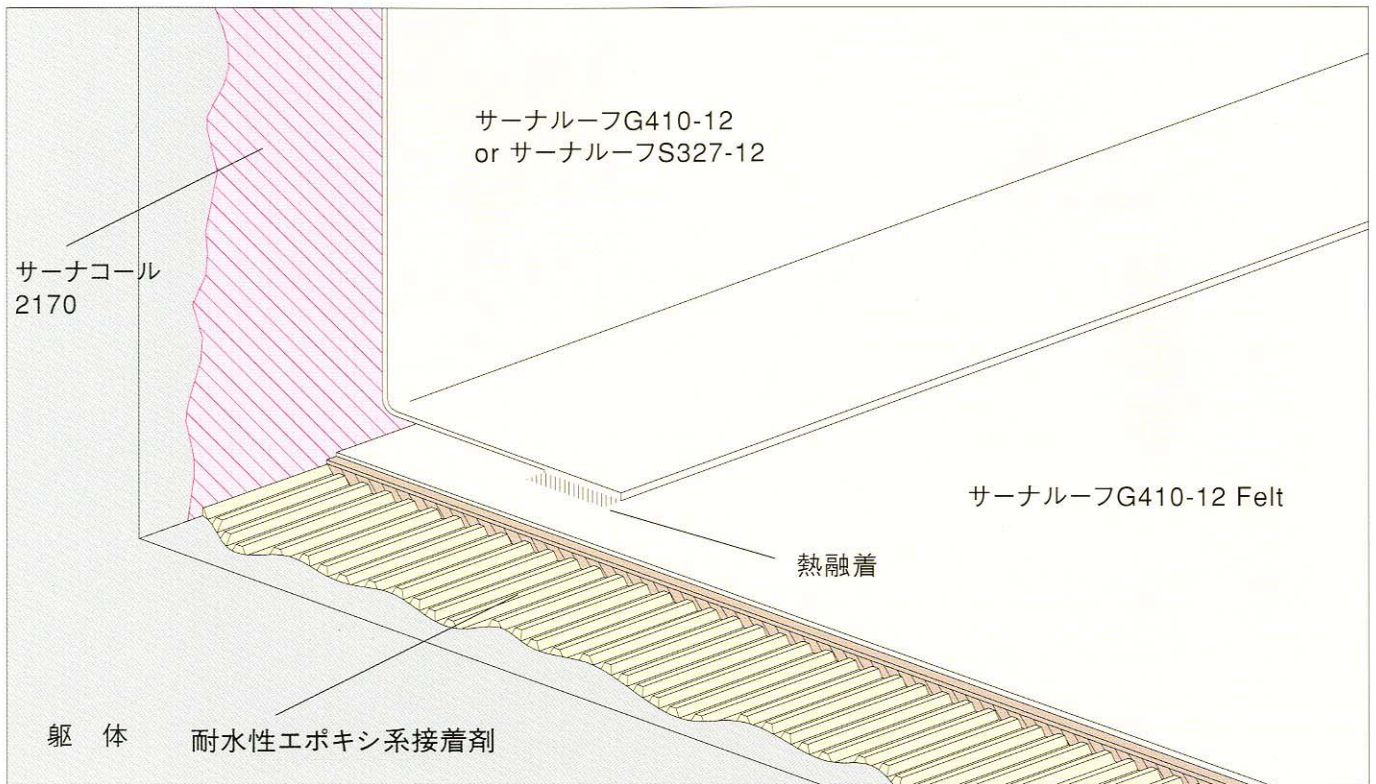 サーナルーフG410-12
or サーナルーフS327-12
サーナコール
2170
サーナルーフG410-12 Felt
熱融着
躯　体
耐水性エポキシ系接着剤